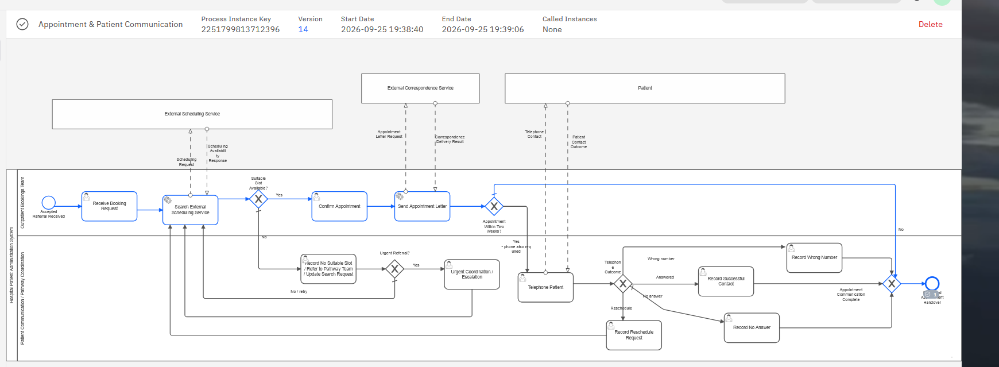 Appointment & Patient Communication
Process Instance Key
2251799813712396
Version
14
Start Date
2026-09-25 19:38:40
End Date
2026-09-25 19:39:06
Called Instances
None
Delete
External Correspondence Service
Patient
External Scheduling Service
Appointment
Letter Request
Correspondence
Delivery Result
Telephone
Contact
Patient
Contact
Outcome
Scheduling
Request
Scheduling
Availabili
ty
Response
Hospital Patient Administration System
Outpatient Bookings Team
Accepted
Referral Received
Receive Booking
Request
Search External
Scheduling Service
Suitable
Slot
Available?
Yes
No
Confirm Appointment
Send Appointment Letter
Appointment
Within Two
Weeks?
No
Yes
- phone also req
uired
Patient Communication / Pathway Coordination
Record No Suitable Slot
/ Refer to Pathway Team
/ Update Search Request
Urgent Referral?
Yes
No / retry
Urgent Coordination /
Escalation
Telephone Patient
Telephon
e
Outcome
Wrong number
Answered
No answer
Reschedule
Record Wrong Number
Record Successful
Contact
Record No Answer
Record Reschedule
Request
Appointment
Communication
Complete
1
Handover